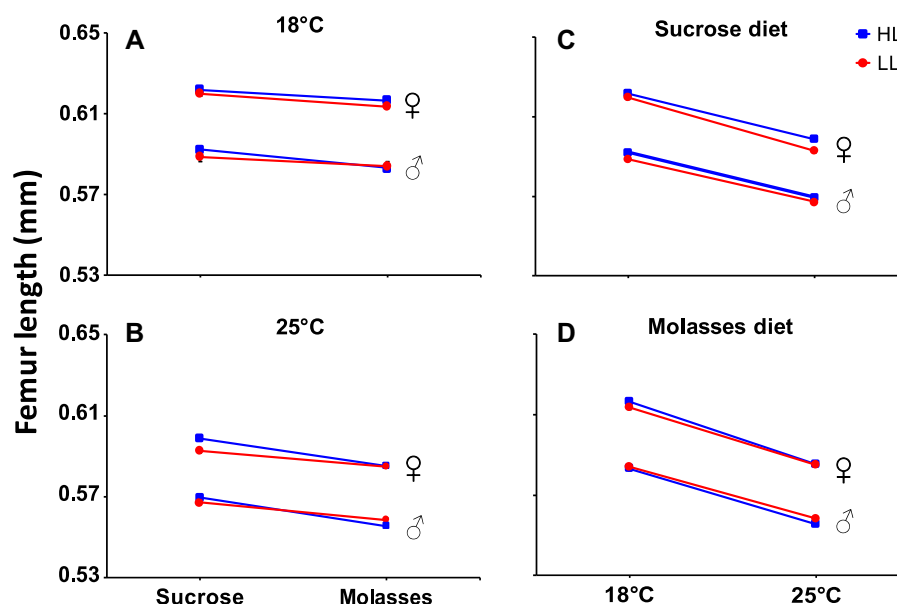 A 18°C
0.65
0.61
0.57
0.53
♀
♂
C Sucrose diet
HL
LL
♀
♂
Femur length (mm)
B 25°C
0.65
0.61
0.57
0.53
♀
♂
Sucrose Molasses
D Molasses diet
♀
♂
18°C 25°C